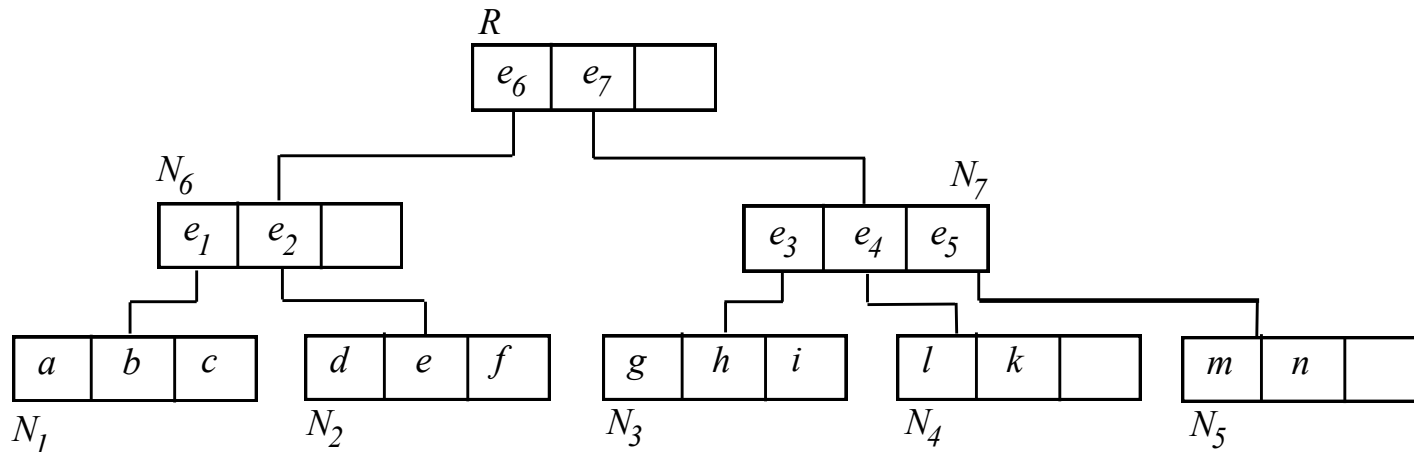 R
e₆ e₇
N₆ N₇
e₁ e₂ e₃ e₄ e₅
a b c d e f g h i l k m n
N₁ N₂ N₃ N₄ N₅